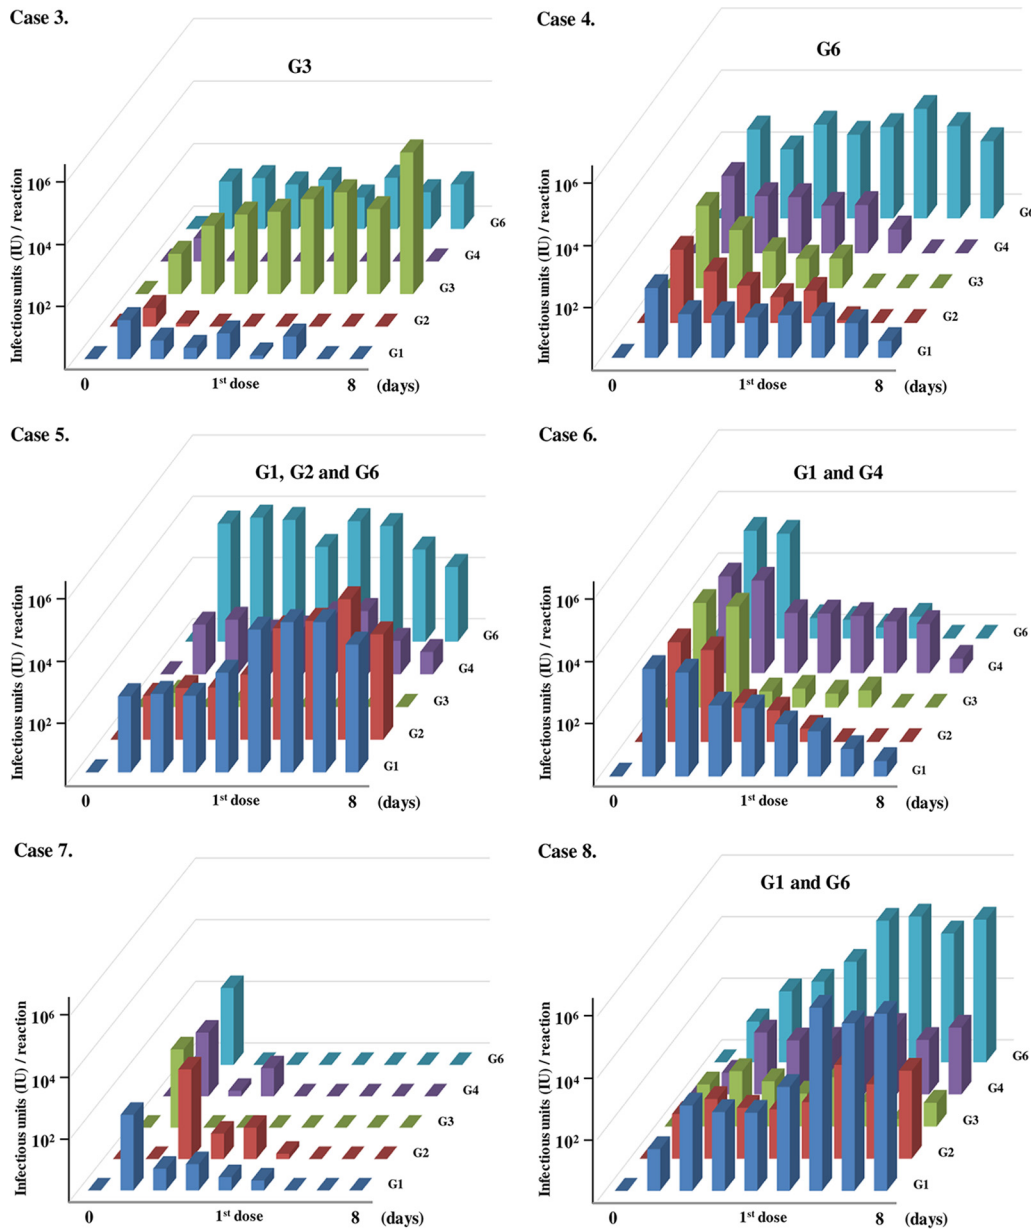 Case 3.
G3
Infectious units (IU) / reaction
10⁶
10⁴
10²
G6
G4
G3
G2
G1
0
1st dose
8
(days)
Case 4.
G6
Infectious units (IU) / reaction
10⁶
10⁴
10²
G6
G4
G3
G2
G1
0
1st dose
8
(days)
Case 5.
G1, G2 and G6
Infectious units (IU) / reaction
10⁶
10⁴
10²
G6
G4
G3
G2
G1
0
1st dose
8
(days)
Case 6.
G1 and G4
Infectious units (IU) / reaction
10⁶
10⁴
10²
G6
G4
G3
G2
G1
0
1st dose
8
(days)
Case 7.
Infectious units (IU) / reaction
10⁶
10⁴
10²
G6
G4
G3
G2
G1
0
1st dose
8
(days)
Case 8.
G1 and G6
Infectious units (IU) / reaction
10⁶
10⁴
10²
G6
G4
G3
G2
G1
0
1st dose
8
(days)